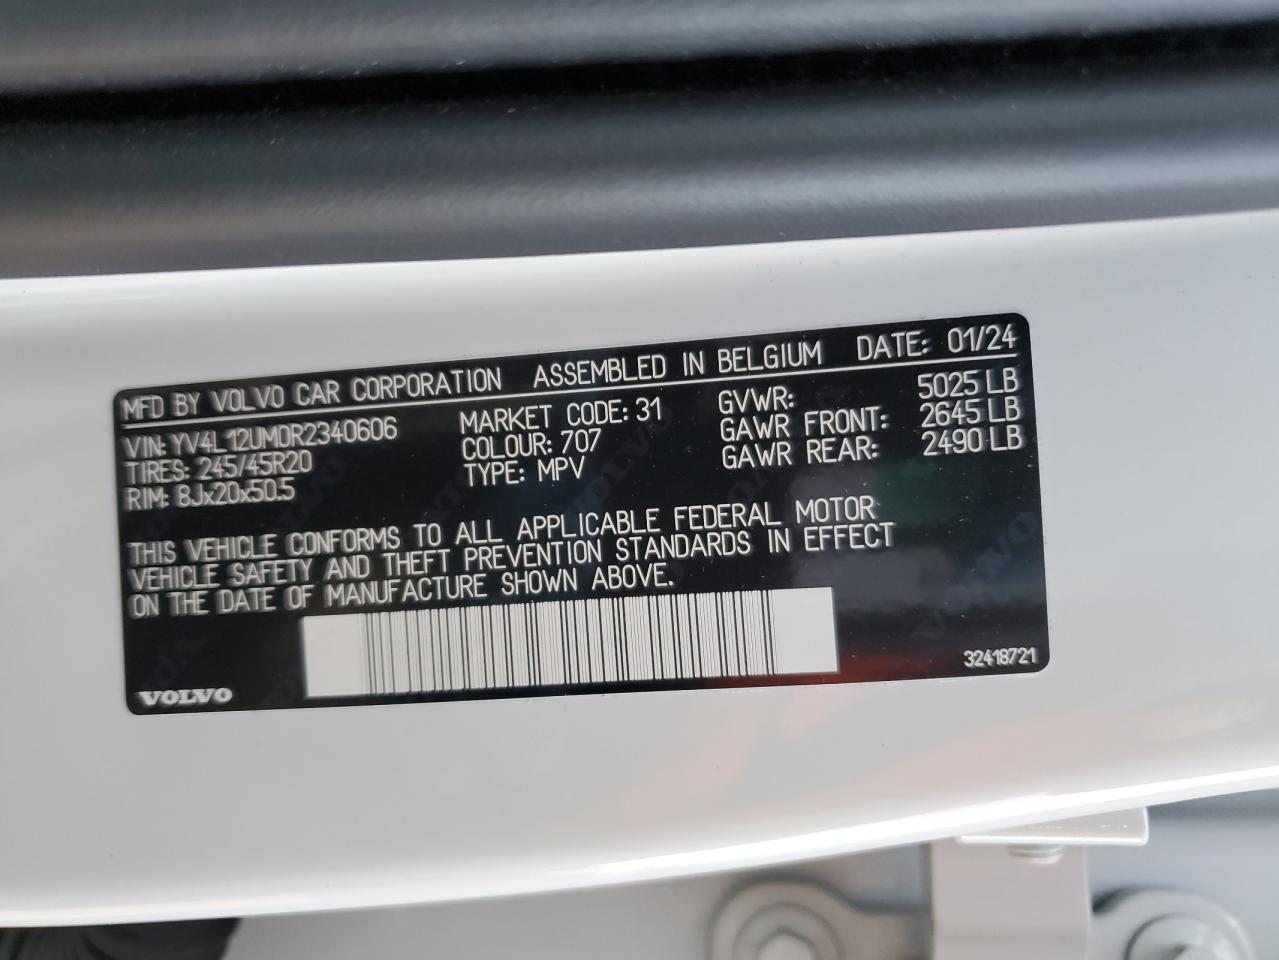 MFD BY VOLVO CAR CORPORATION ASSEMBLED IN BELGIUM DATE: 01/24
VIN: YV4L12UM0R2340606 MARKET CODE: 31 GVWR: 5025 LB
TIRES: 245/45R20 COLOUR: 707 GAWR FRONT: 2645 LB
RIM: 8Jx20x50.5 TYPE: MPV GAWR REAR: 2490 LB
THIS VEHICLE CONFORMS TO ALL APPLICABLE FEDERAL MOTOR
VEHICLE SAFETY AND THEFT PREVENTION STANDARDS IN EFFECT
ON THE DATE OF MANUFACTURE SHOWN ABOVE.
VOLVO 32418721